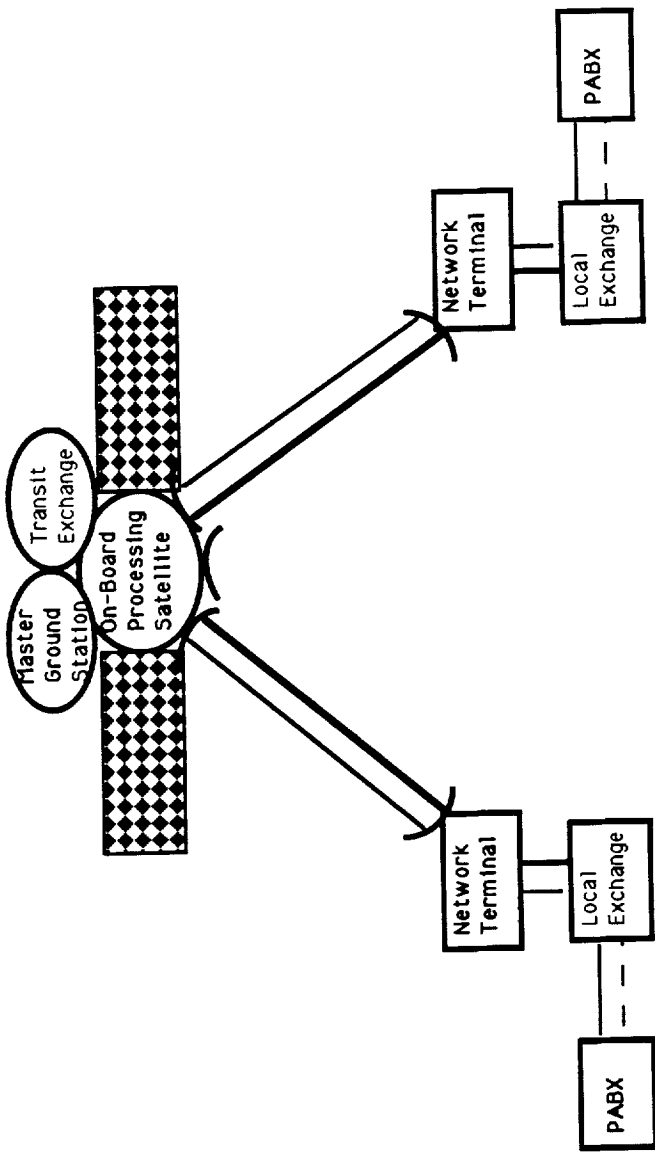 Master
Ground
Station
Transit
Exchange
On-Board
Processing
Satellite
Network
Terminal
Local
Exchange
PABX
Network
Terminal
Local
Exchange
PABX